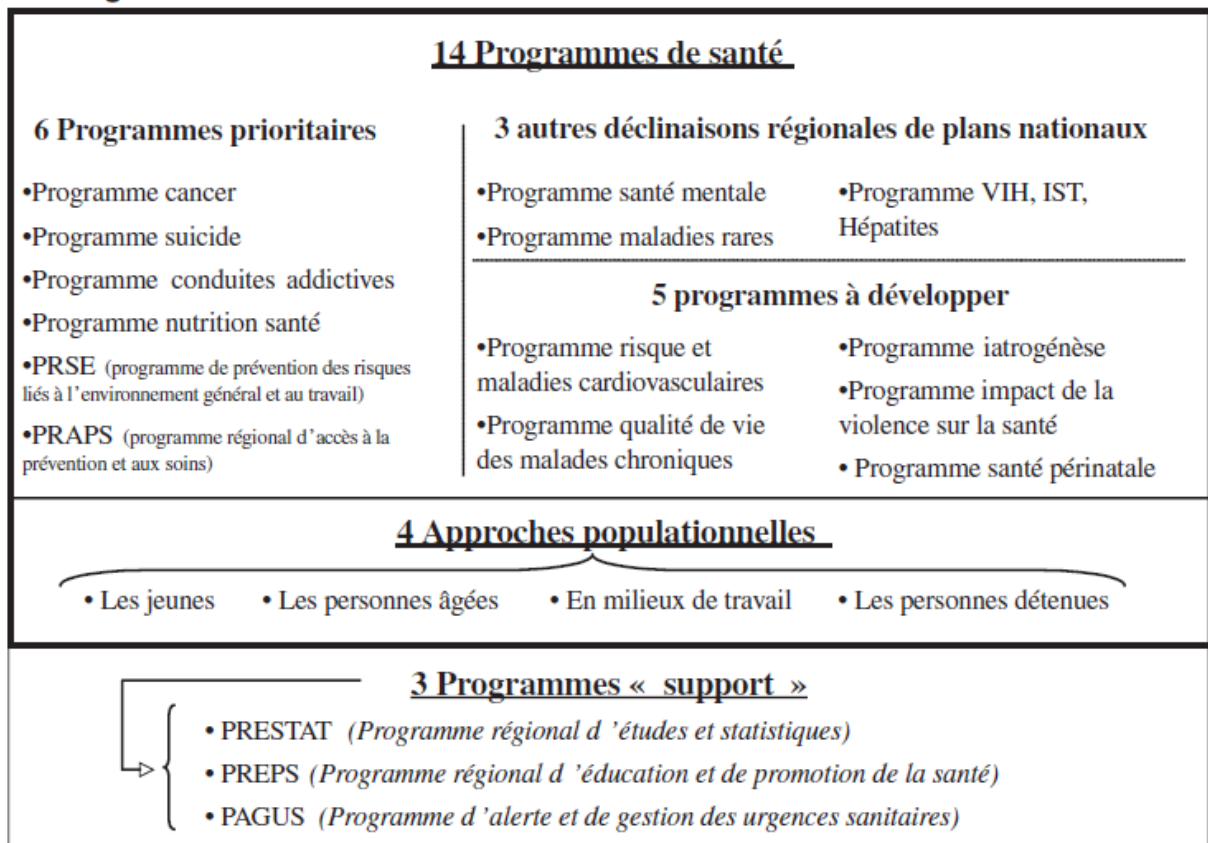 14 Programmes de santé
6 Programmes prioritaires
•Programme cancer
•Programme suicide
•Programme conduites addictives
•Programme nutrition santé
•PRSE (programme de prévention des risques
liés à l'environnement général et au travail)
•PRAPS (programme régional d'accès à la
prévention et aux soins)
3 autres déclinaisons régionales de plans nationaux
•Programme santé mentale
•Programme maladies rares
•Programme VIH, IST,
Hépatites
5 programmes à développer
•Programme risque et
maladies cardiovasculaires
•Programme qualité de vie
des malades chroniques
•Programme iatrogénèse
•Programme impact de la
violence sur la santé
• Programme santé périnatale
4 Approches populationnelles
• Les jeunes • Les personnes âgées • En milieux de travail • Les personnes détenues
3 Programmes « support »
• PRESTAT (Programme régional d 'études et statistiques)
• PREPS (Programme régional d 'éducation et de promotion de la santé)
• PAGUS (Programme d 'alerte et de gestion des urgences sanitaires)